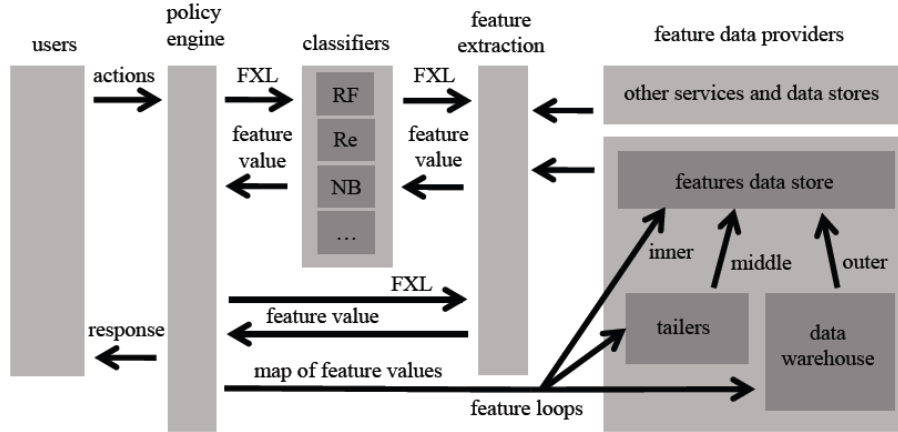 users
policy
engine
classifiers
feature
extraction
feature data providers
actions
FXL
FXL
RF
Re
NB
...
feature
value
feature
value
other services and data stores
features data store
inner
middle
outer
tailers
data
warehouse
FXL
feature value
response
map of feature values
feature loops